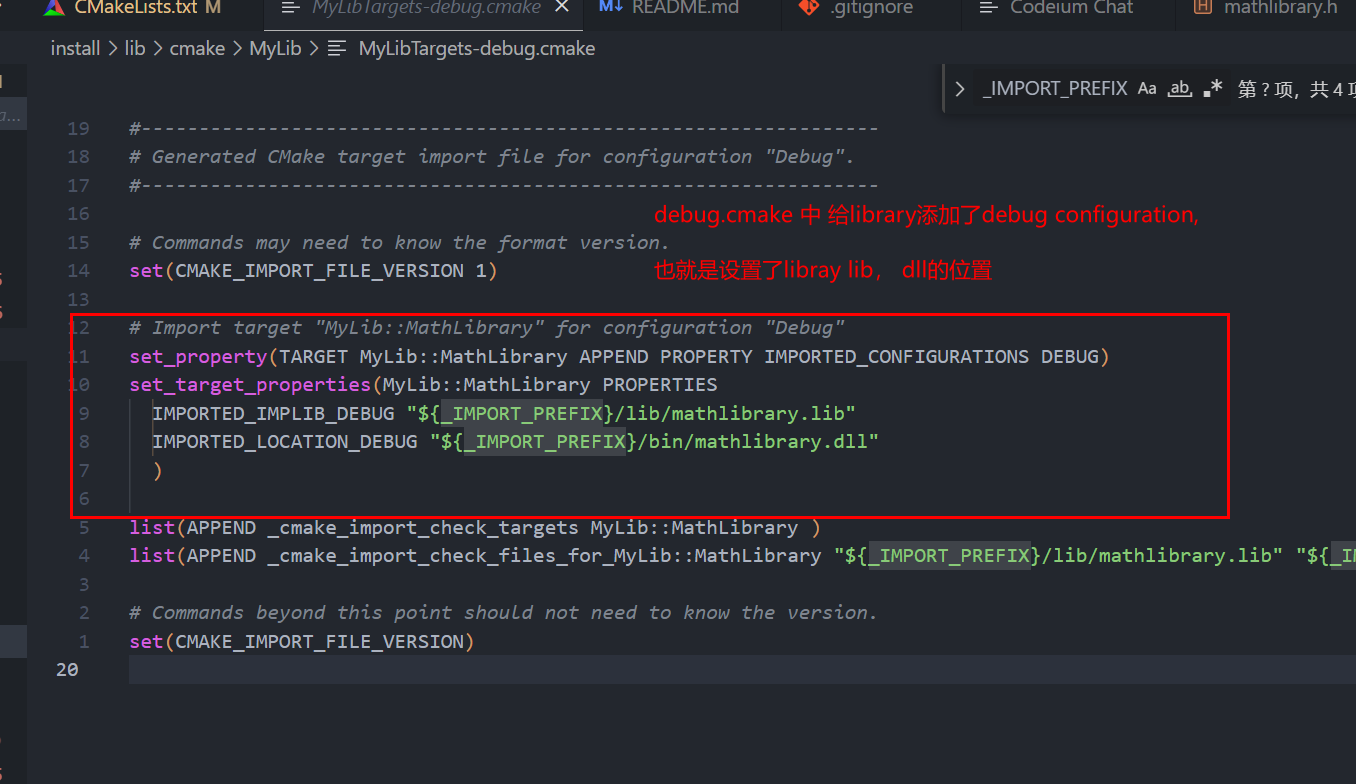 CMakeLists.txt M
MyLibTargets-debug.cmake
README.md
.gitignore
Codeium Chat
mathlibrary.h
install > lib > cmake > MyLib > MyLibTargets-debug.cmake
_IMPORT_PREFIX Aa ab .* 第 ? 项，共 4 项
19 #----------------------------------------------------------------
18 # Generated CMake target import file for configuration "Debug".
17 #----------------------------------------------------------------
16
debug.cmake 中 给library添加了debug configuration,
15 # Commands may need to know the format version.
14 set(CMAKE_IMPORT_FILE_VERSION 1)
也就是设置了libray lib， dll的位置
13
12 # Import target "MyLib::MathLibrary" for configuration "Debug"
11 set_property(TARGET MyLib::MathLibrary APPEND PROPERTY IMPORTED_CONFIGURATIONS DEBUG)
10 set_target_properties(MyLib::MathLibrary PROPERTIES
9 IMPORTED_IMPLIB_DEBUG "${_IMPORT_PREFIX}/lib/mathlibrary.lib"
8 IMPORTED_LOCATION_DEBUG "${_IMPORT_PREFIX}/bin/mathlibrary.dll"
7 )
6
5 list(APPEND _cmake_import_check_targets MyLib::MathLibrary )
4 list(APPEND _cmake_import_check_files_for_MyLib::MathLibrary "${_IMPORT_PREFIX}/lib/mathlibrary.lib" "${_I
3
2 # Commands beyond this point should not need to know the version.
1 set(CMAKE_IMPORT_FILE_VERSION)
20